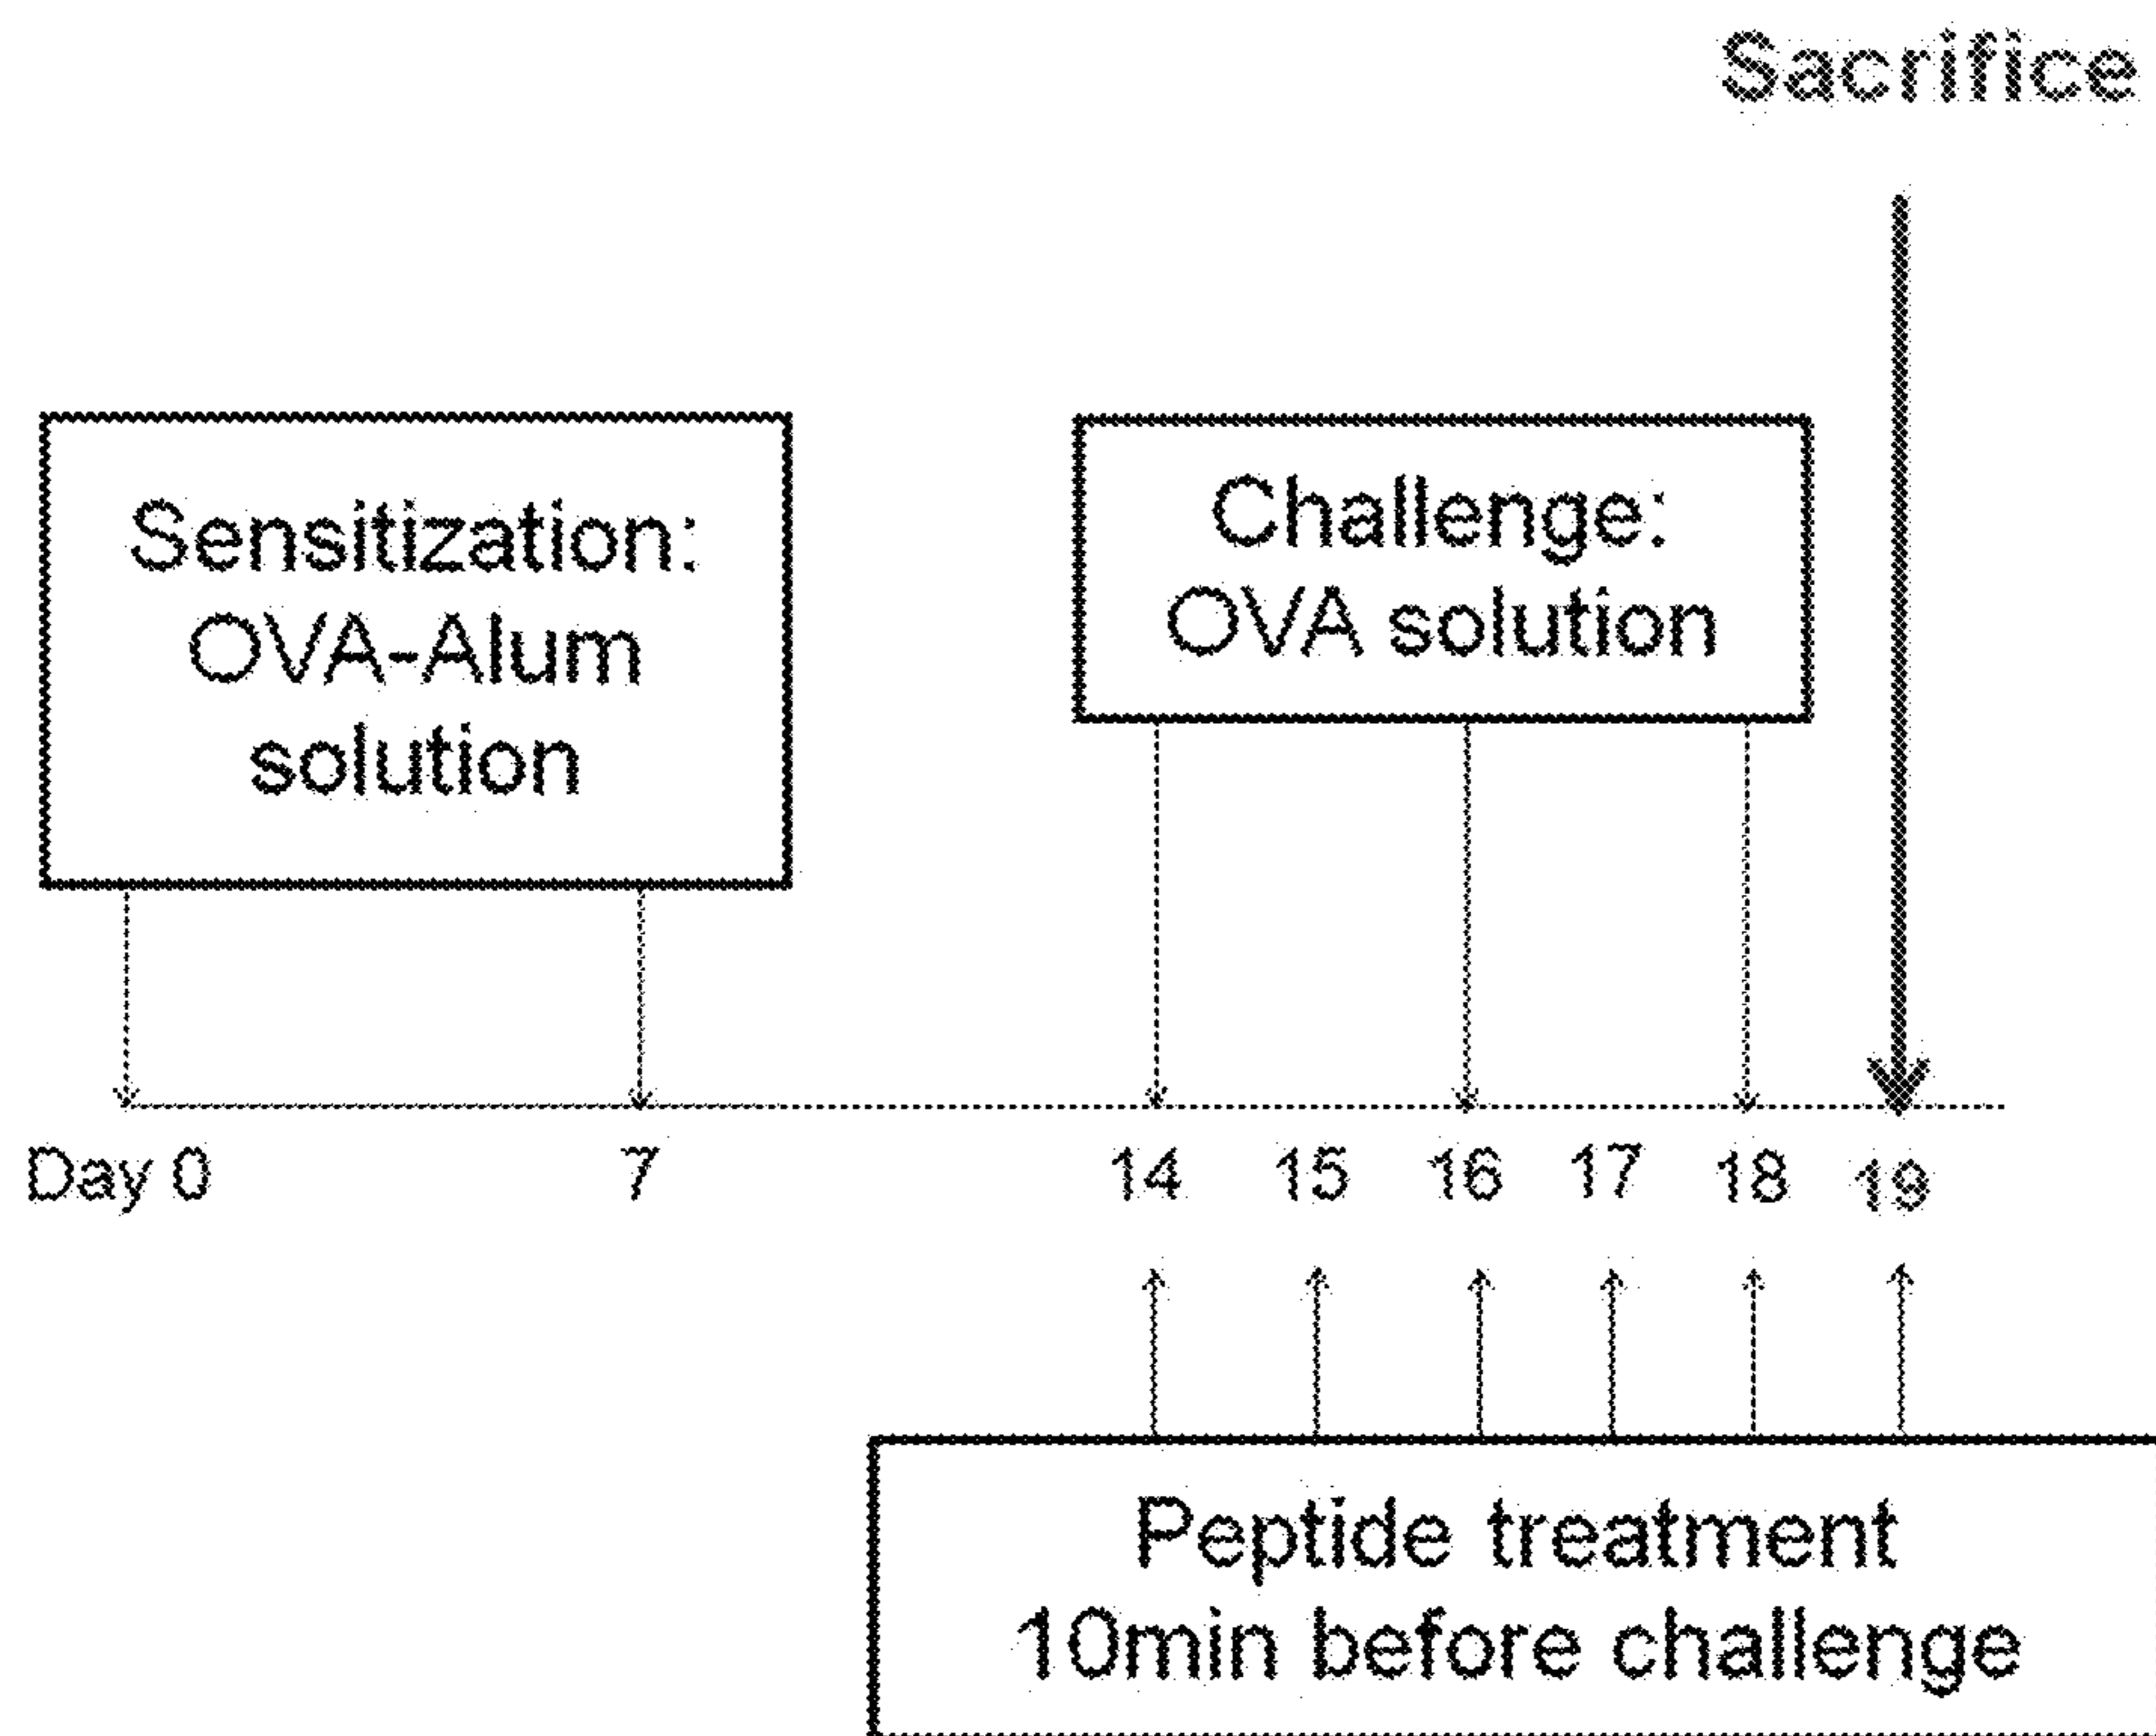 Sacrifice
Sensitization:
OVA-Alum
solution
Challenge:
OVA solution
Day 0 7 14 15 16 17 18 19
Peptide treatment
10min before challenge